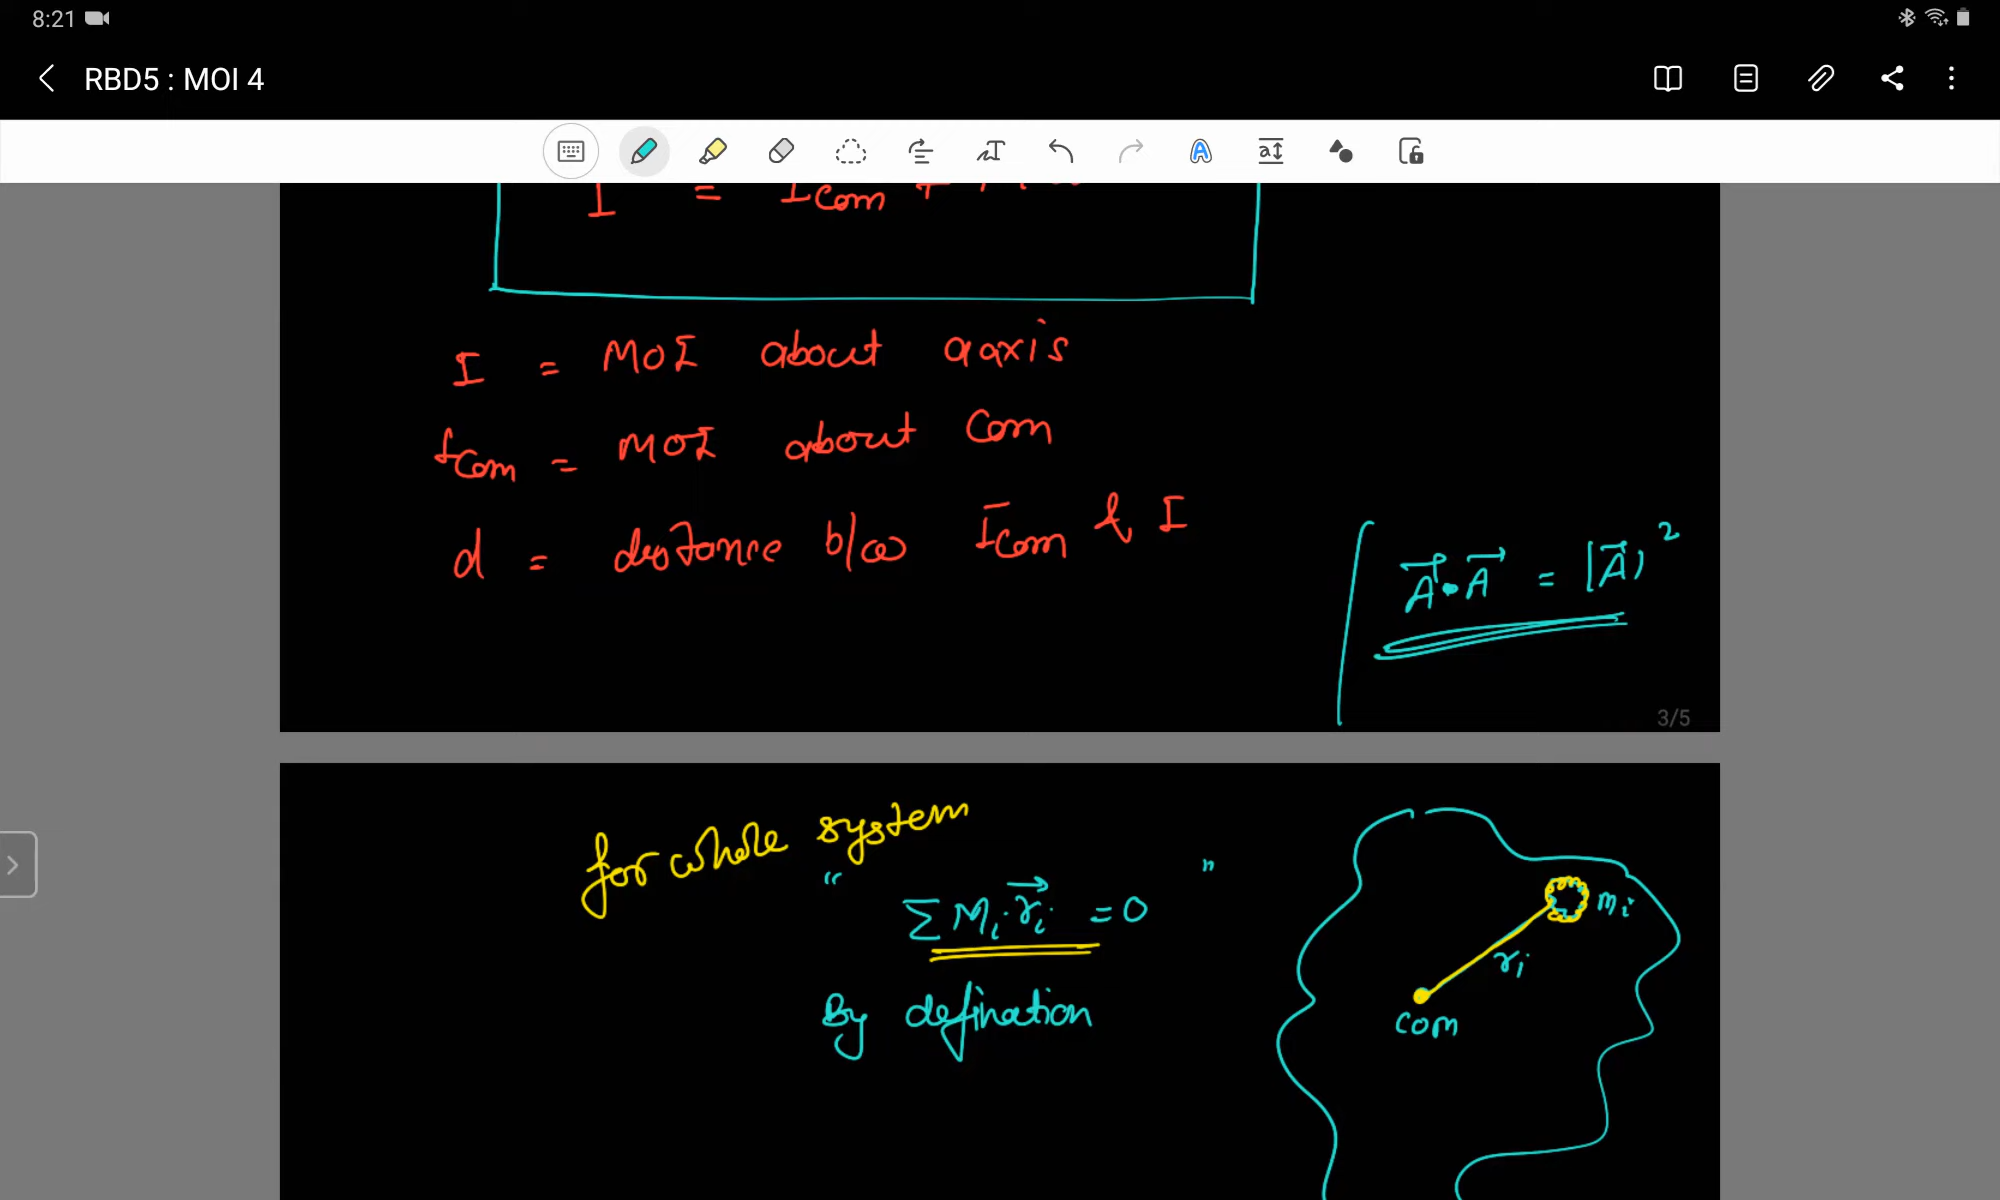 8:21
RBD5 : MOI 4
I = Icom +
I = MOI about a axis
Icom = MOI about Com
d = distance b/w Icom & I
A⃗·A⃗ = |A⃗|²
3/5
for whole system
" ΣMi·r⃗i = 0 "
By defination
mi
ri
com